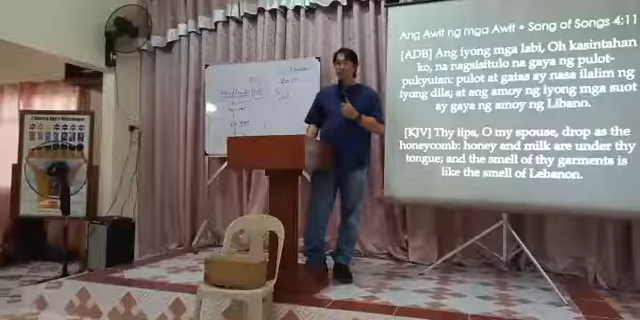 Ang Awit ng mga Awit • Song of Songs 4:11
[ADB] Ang iyong mga labi, Oh kasintahan
ko, na nagsisitulo na gaya ng pulot-
pukyutan: pulot at gatas ay nasa ilalim ng
iyong dila; at ang amoy ng iyong mga suot
ay gaya ng amoy ng Libano.
[KJV] Thy lips, O my spouse, drop as the
honeycomb: honey and milk are under thy
tongue; and the smell of thy garments is
like the smell of Lebanon.